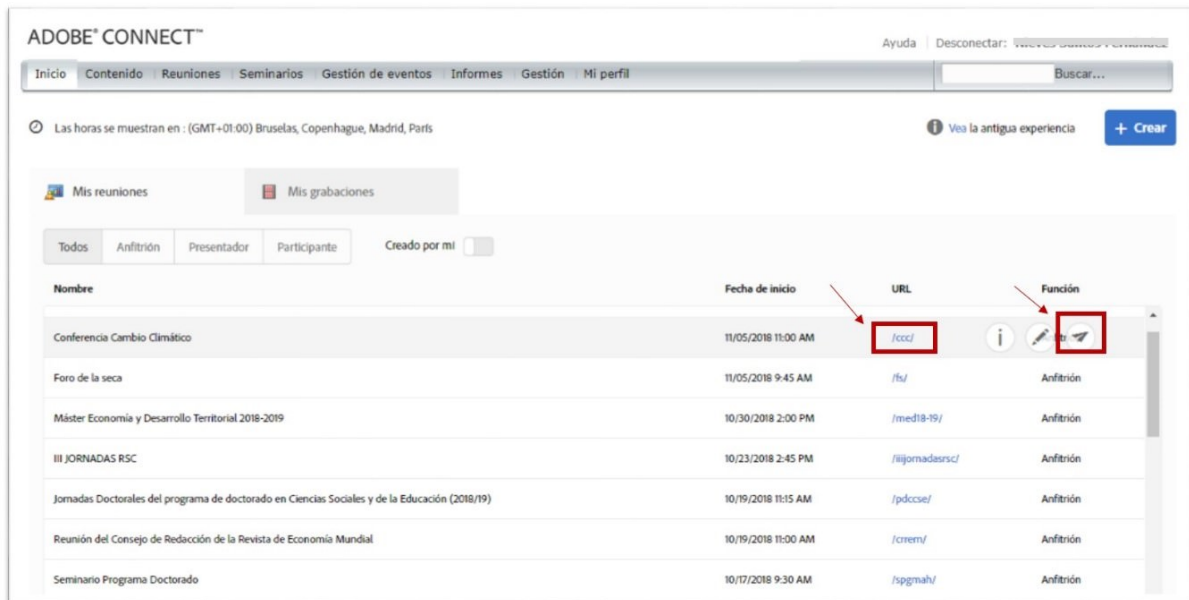 ADOBE® CONNECT™
Ayuda Desconectar:
Inicio Contenido Reuniones Seminarios Gestión de eventos Informes Gestión Mi perfil Buscar...
Las horas se muestran en : (GMT+01:00) Bruselas, Copenhague, Madrid, París Vea la antigua experiencia + Crear
Mis reuniones Mis grabaciones
Todos Anfitrión Presentador Participante Creado por mí
Nombre Fecha de inicio URL Función
Conferencia Cambio Climático 11/05/2018 11:00 AM /ccc/
Foro de la seca 11/05/2018 9:45 AM /fs/ Anfitrión
Máster Economía y Desarrollo Territorial 2018-2019 10/30/2018 2:00 PM /med18-19/ Anfitrión
III JORNADAS RSC 10/23/2018 2:45 PM /iiijornadasrsc/ Anfitrión
Jornadas Doctorales del programa de doctorado en Ciencias Sociales y de la Educación (2018/19) 10/19/2018 11:15 AM /pdccse/ Anfitrión
Reunión del Consejo de Redacción de la Revista de Economía Mundial 10/19/2018 11:00 AM /crrem/ Anfitrión
Seminario Programa Doctorado 10/17/2018 9:30 AM /spgmah/ Anfitrión